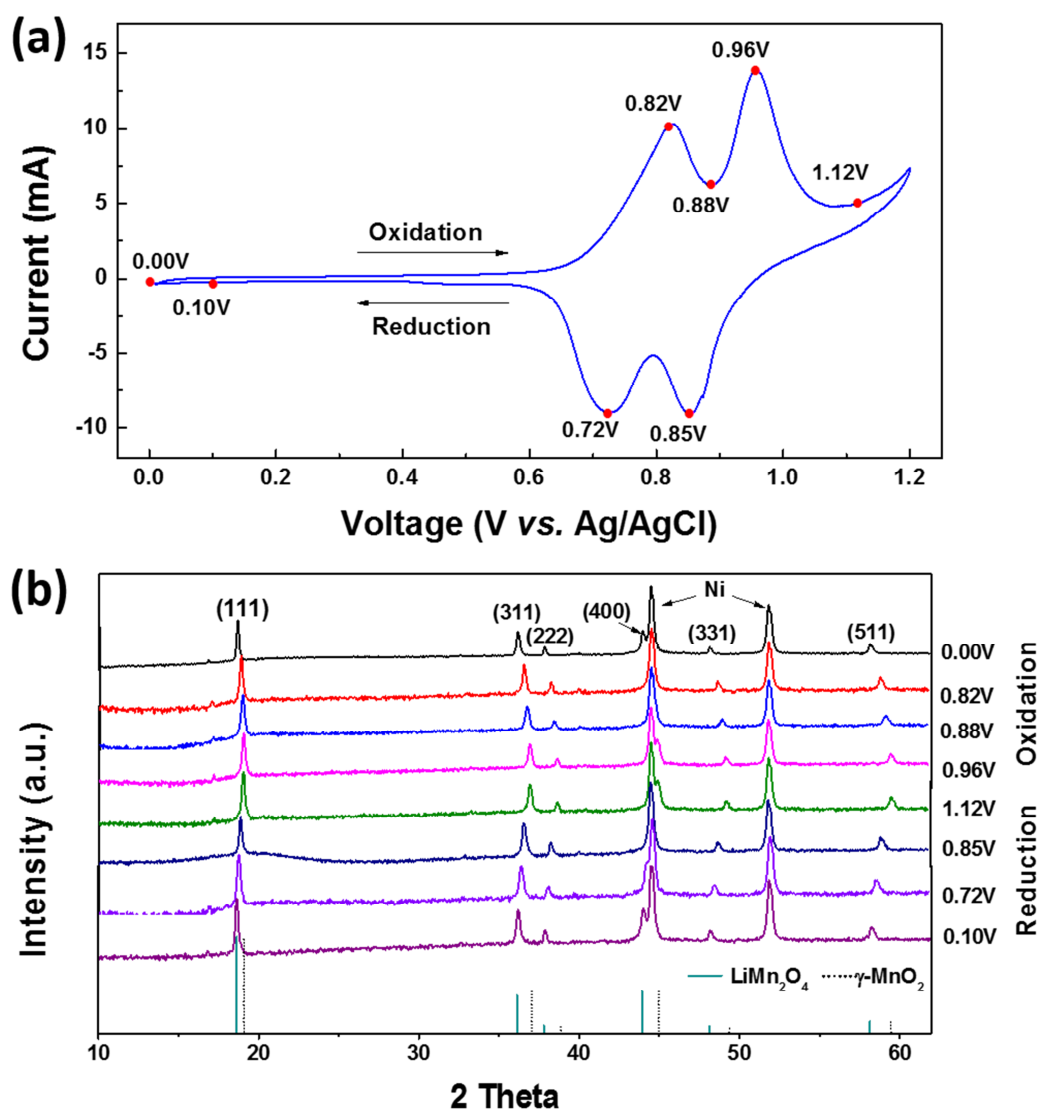 (a)
Current (mA)
15
10
5
0
-5
-10
0.96V
0.82V
0.88V
1.12V
0.00V
0.10V
Oxidation
Reduction
0.72V
0.85V
0.0 0.2 0.4 0.6 0.8 1.0 1.2
Voltage (V vs. Ag/AgCl)
(b)
Intensity (a.u.)
(111)
(311)
(222)
(400)
Ni
(331)
(511)
0.00V
0.82V
0.88V
0.96V
1.12V
0.85V
0.72V
0.10V
Oxidation
Reduction
LiMn₂O₄
γ-MnO₂
10 20 30 40 50 60
2 Theta